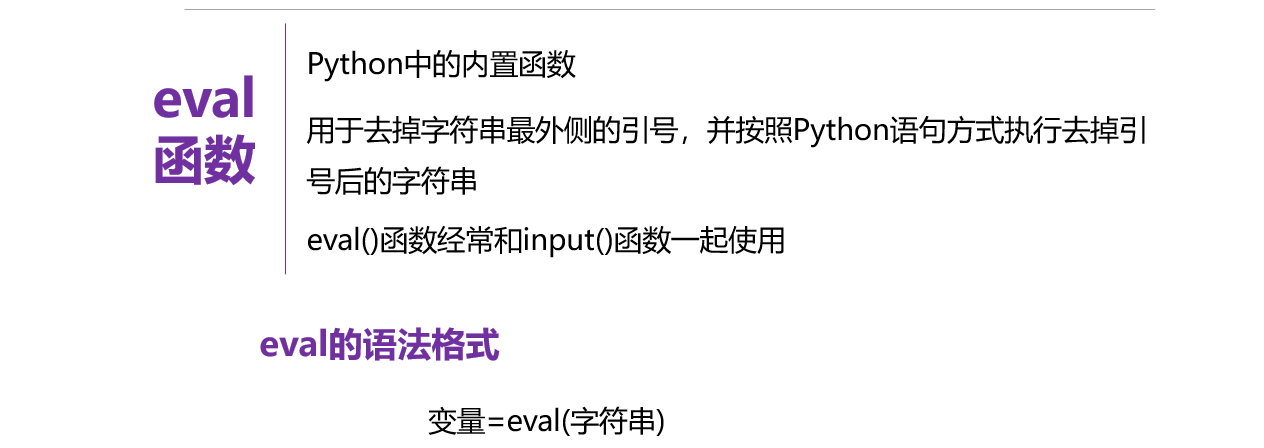 eval
函数
Python中的内置函数
用于去掉字符串最外侧的引号，并按照Python语句方式执行去掉引
号后的字符串
eval()函数经常和input()函数一起使用
eval的语法格式
变量=eval(字符串)